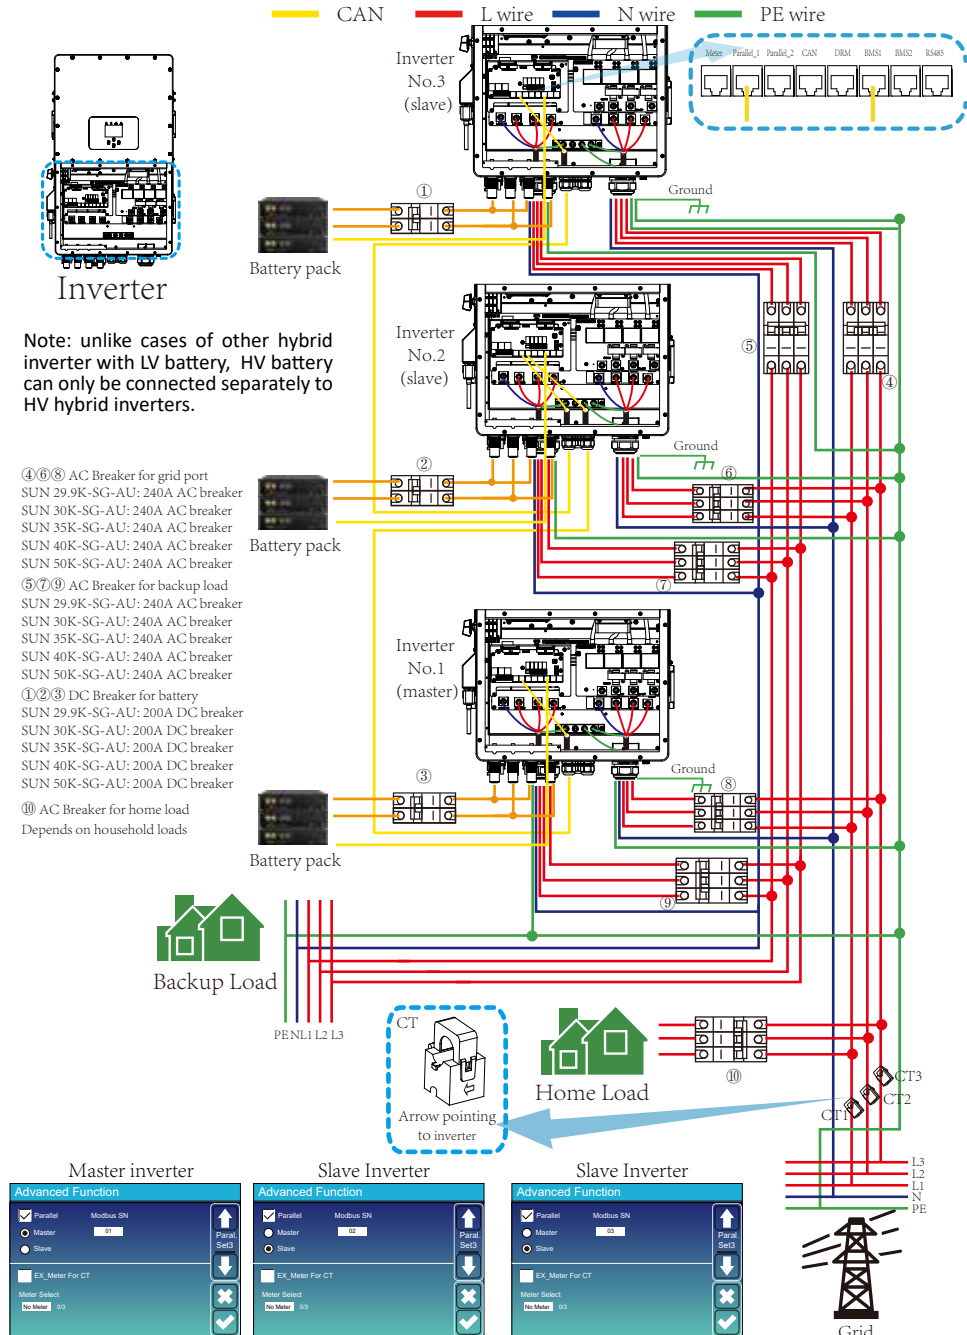 CAN
L wire
N wire
PE wire
Inverter
No.3
(slave)
Meter
Parallel_1
Parallel_2
CAN
DRM
BMS1
BMS2
RS485
①
Ground
Battery pack
Inverter
Note: unlike cases of other hybrid
inverter with LV battery, HV battery
can only be connected separately to
HV hybrid inverters.
Inverter
No.2
(slave)
⑤
④
②
Ground
⑥
Battery pack
⑦
④⑥⑧ AC Breaker for grid port
SUN 29.9K-SG-AU: 240A AC breaker
SUN 30K-SG-AU: 240A AC breaker
SUN 35K-SG-AU: 240A AC breaker
SUN 40K-SG-AU: 240A AC breaker
SUN 50K-SG-AU: 240A AC breaker
⑤⑦⑨ AC Breaker for backup load
SUN 29.9K-SG-AU: 240A AC breaker
SUN 30K-SG-AU: 240A AC breaker
SUN 35K-SG-AU: 240A AC breaker
SUN 40K-SG-AU: 240A AC breaker
SUN 50K-SG-AU: 240A AC breaker
①②③ DC Breaker for battery
SUN 29.9K-SG-AU: 200A DC breaker
SUN 30K-SG-AU: 200A DC breaker
SUN 35K-SG-AU: 200A DC breaker
SUN 40K-SG-AU: 200A DC breaker
SUN 50K-SG-AU: 200A DC breaker
⑩ AC Breaker for home load
Depends on household loads
Inverter
No.1
(master)
③
Ground
⑧
Battery pack
⑨
Backup Load
PE N L1 L2 L3
CT
Arrow pointing
to inverter
Home Load
⑩
CT3
CT2
CT1
L3
L2
L1
N
PE
Grid
Master inverter
Advanced Function
Parallel
Modbus SN
Master
01
Slave
Paral.
Set3
EX_Meter For CT
Meter Select
No Meter 0/3
Slave Inverter
Advanced Function
Parallel
Modbus SN
Master
02
Slave
Paral.
Set3
EX_Meter For CT
Meter Select
No Meter 0/3
Slave Inverter
Advanced Function
Parallel
Modbus SN
Master
03
Slave
Paral.
Set3
EX_Meter For CT
Meter Select
No Meter 0/3